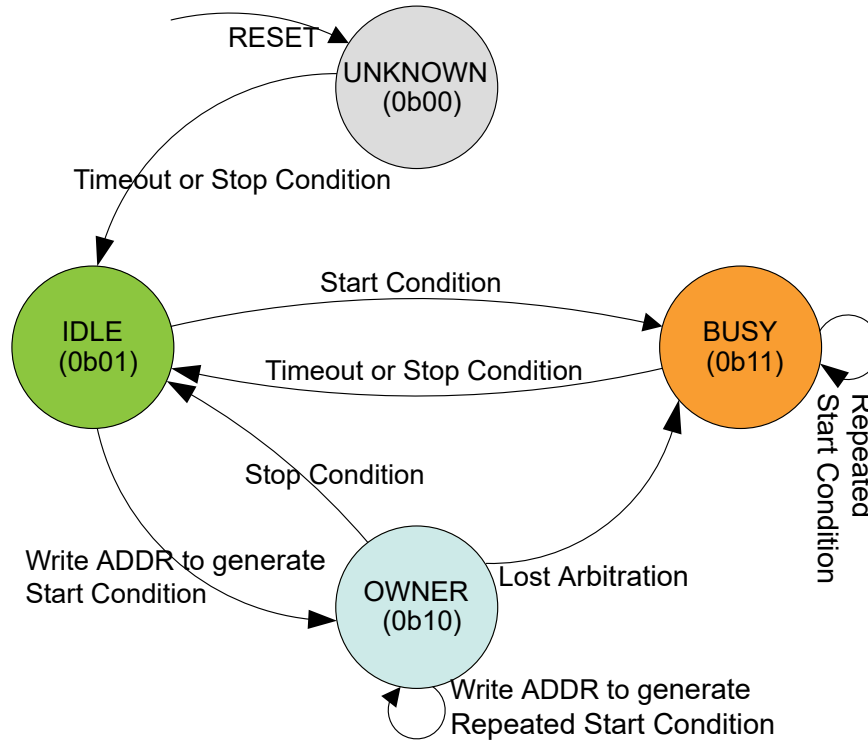 RESET
UNKNOWN
(0b00)
Timeout or Stop Condition
Start Condition
IDLE
(0b01)
BUSY
(0b11)
Timeout or Stop Condition
Repeated
Start Condition
Stop Condition
Write ADDR to generate
Start Condition
Lost Arbitration
OWNER
(0b10)
Write ADDR to generate
Repeated Start Condition